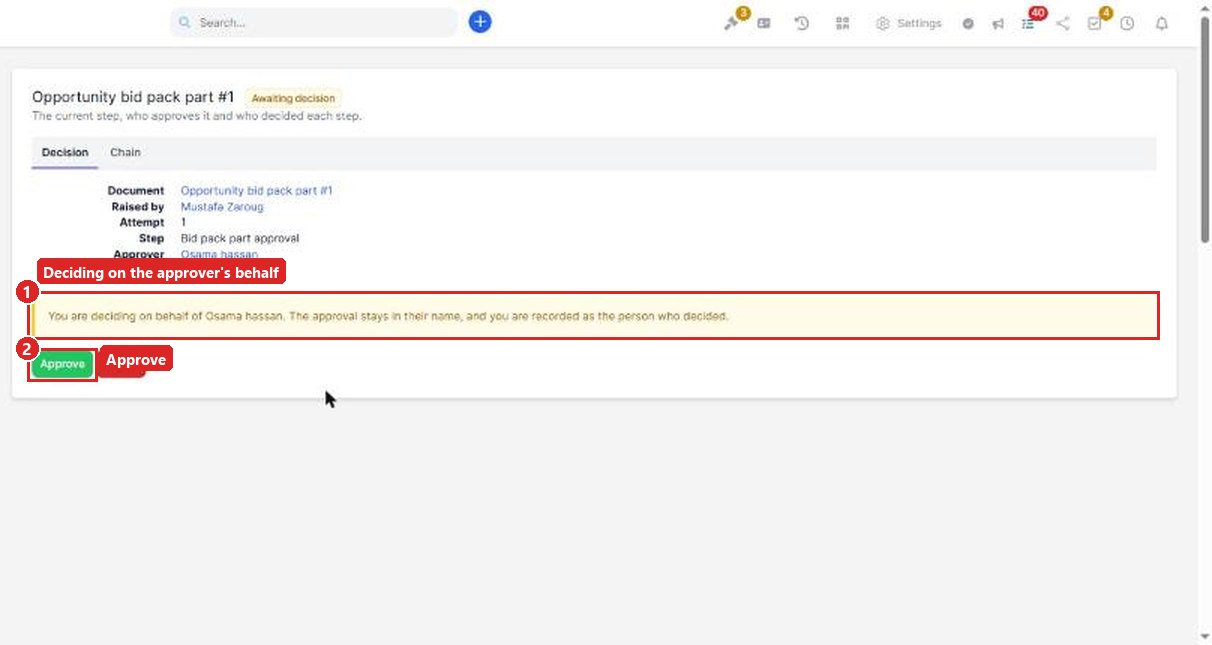 Search...
3
Settings
40
4
Opportunity bid pack part #1 Awaiting decision
The current step, who approves it and who decided each step.
Decision Chain
Document Opportunity bid pack part #1
Raised by Mustafa Zaroug
Attempt 1
Step Bid pack part approval
Approver Osama hassan
Deciding on the approver's behalf
1
You are deciding on behalf of Osama hassan. The approval stays in their name, and you are recorded as the person who decided.
2
Approve Approve